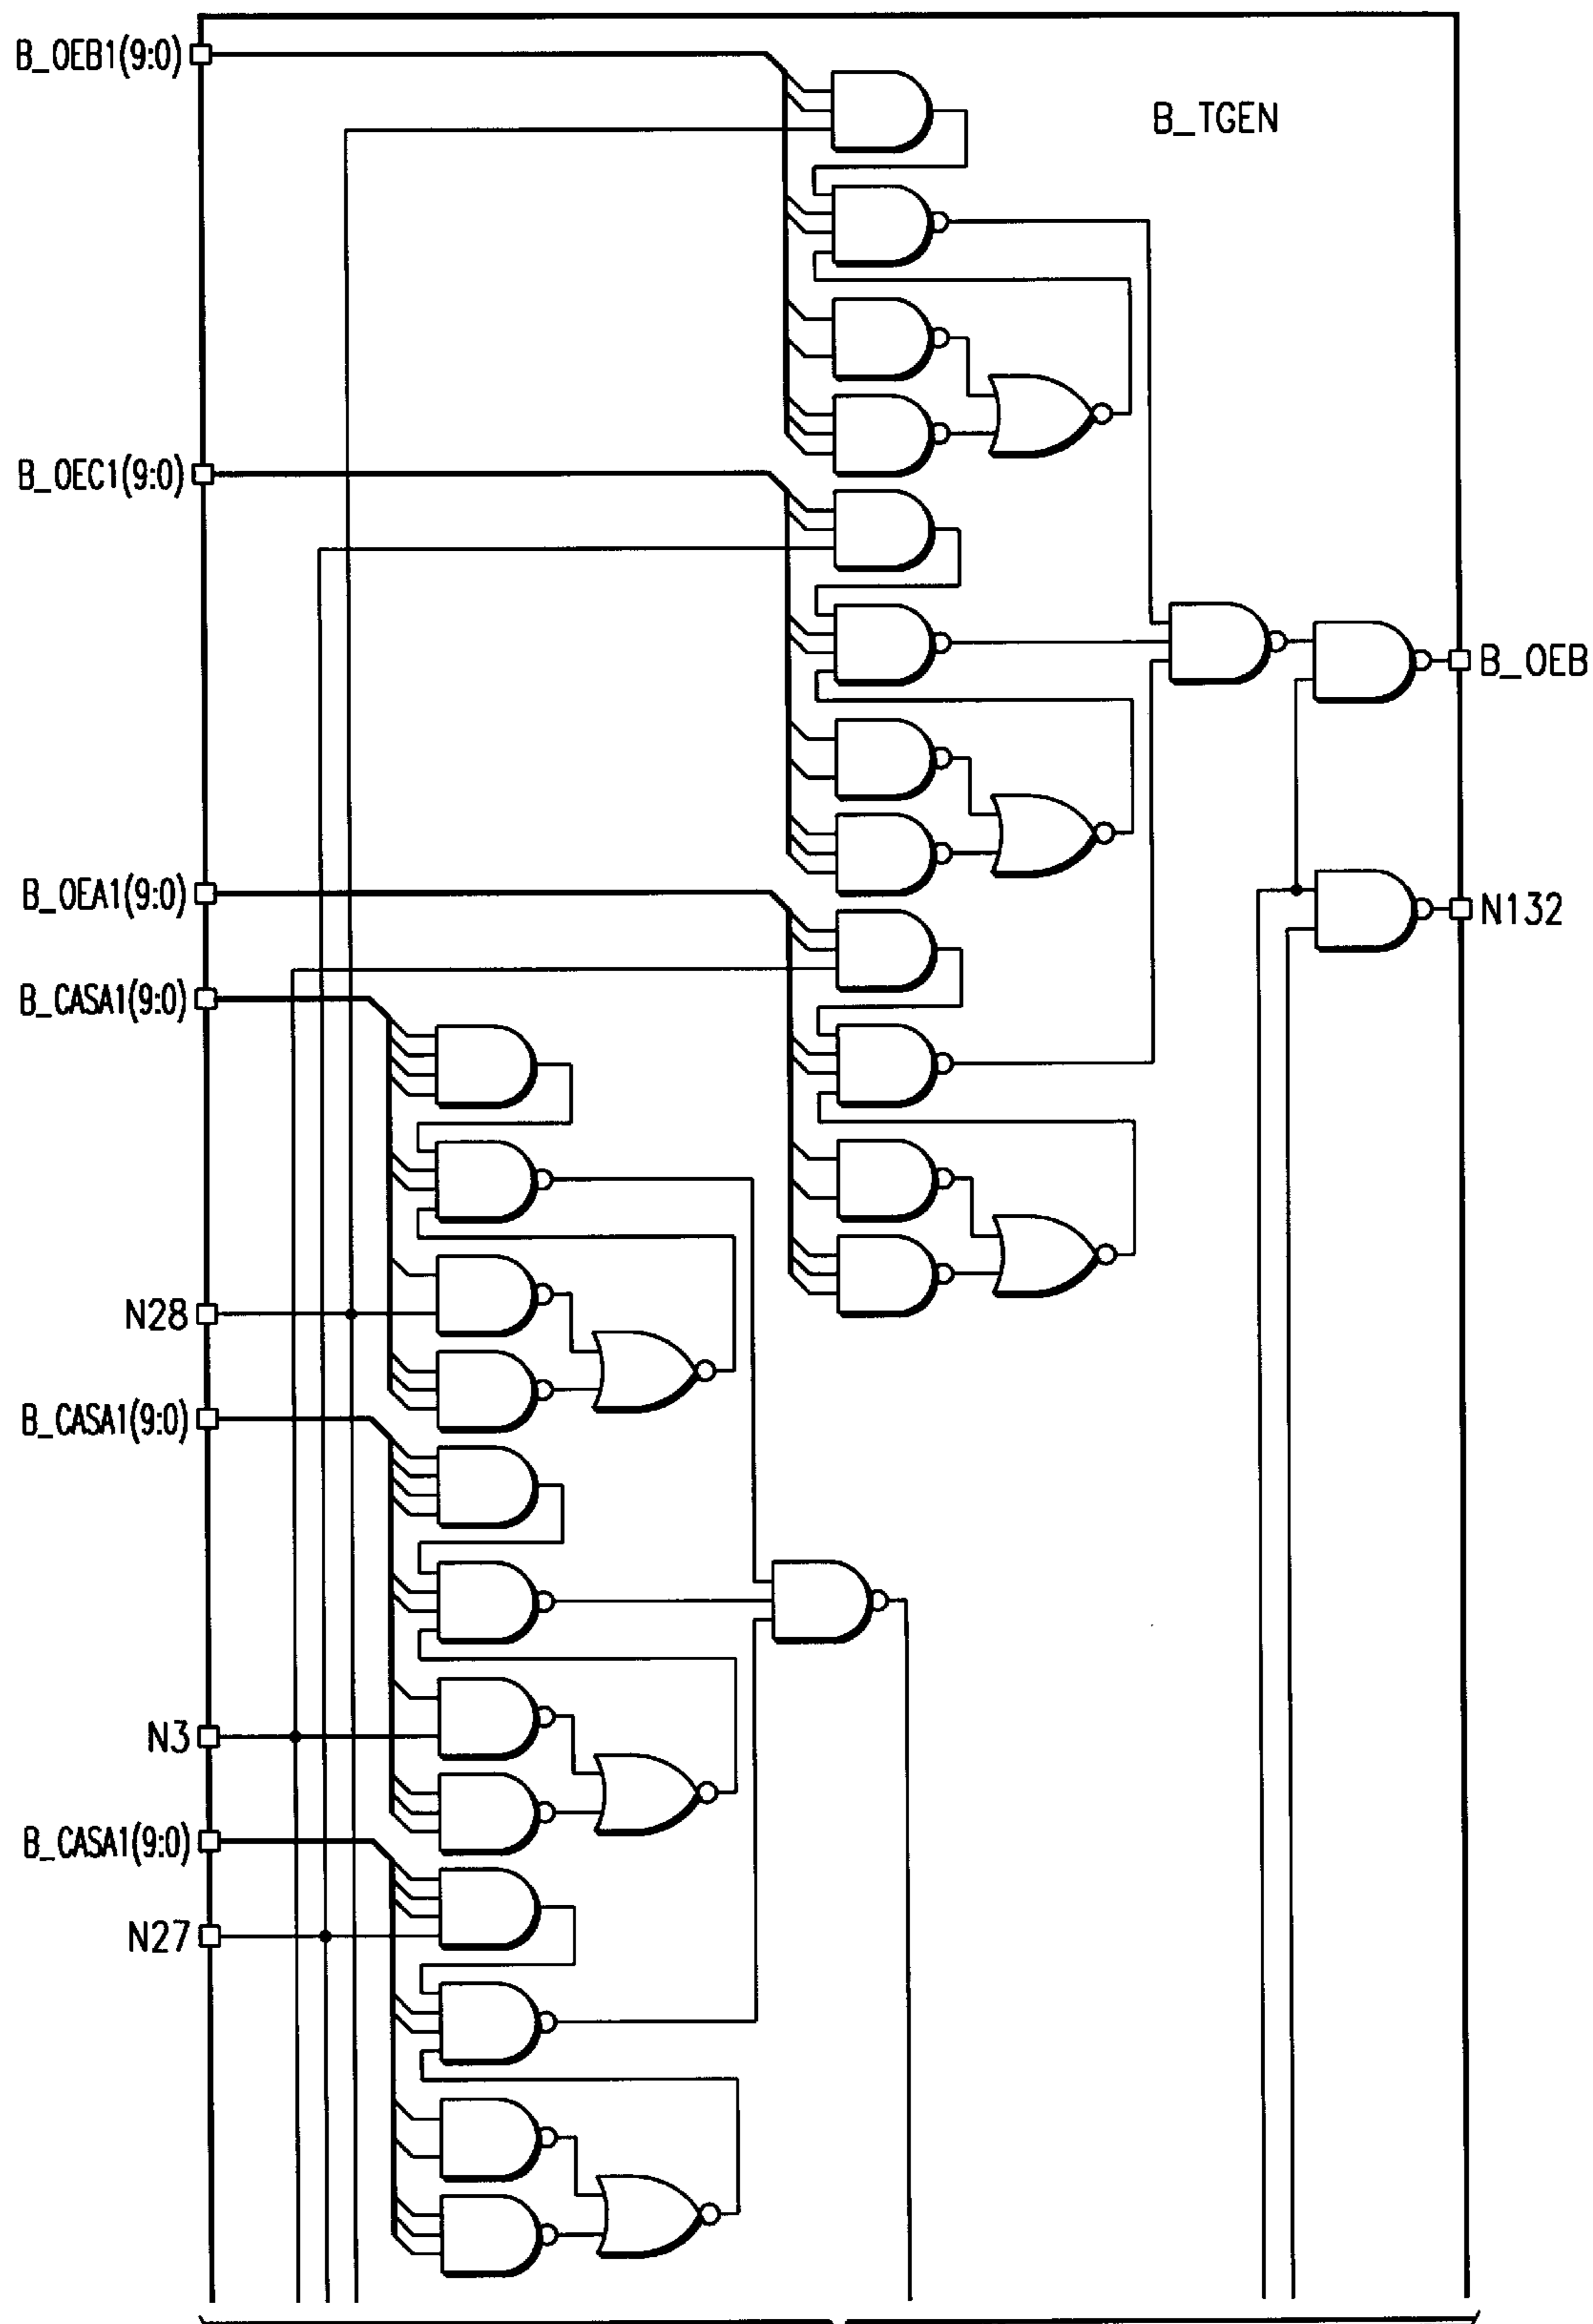 B_OEB1(9:0)
B_TGEN
B_OEC1(9:0)
B_OEB
B_OEA1(9:0)
N132
B_CASA1(9:0)
N28
B_CASA1(9:0)
N3
B_CASA1(9:0)
N27